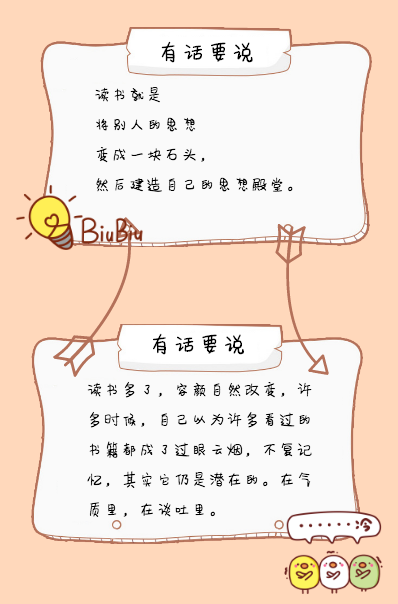 有话要说
读书就是
将别人的思想
变成一块石头，
然后建造自己的思想殿堂。
BiuBiu
有话要说
读书多了，容颜自然改变，许
多时候，自己以为许多看过的
书籍都成了过眼云烟，不复记
忆，其实它仍是潜在的。在气
质里，在谈吐里。
·······冷